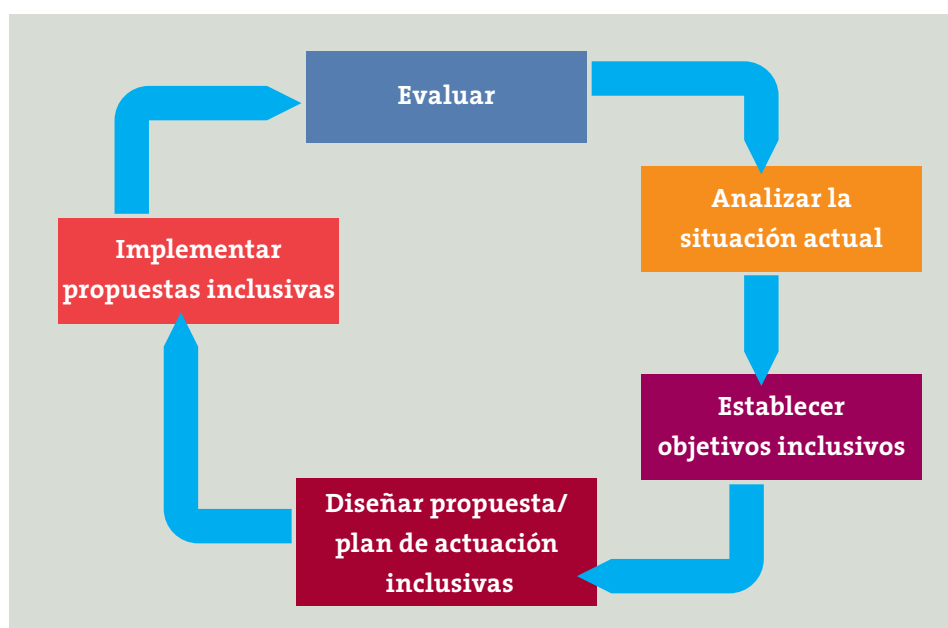 Evaluar
Analizar la
situación actual
Establecer
objetivos inclusivos
Diseñar propuesta/
plan de actuación
inclusivas
Implementar
propuestas inclusivas